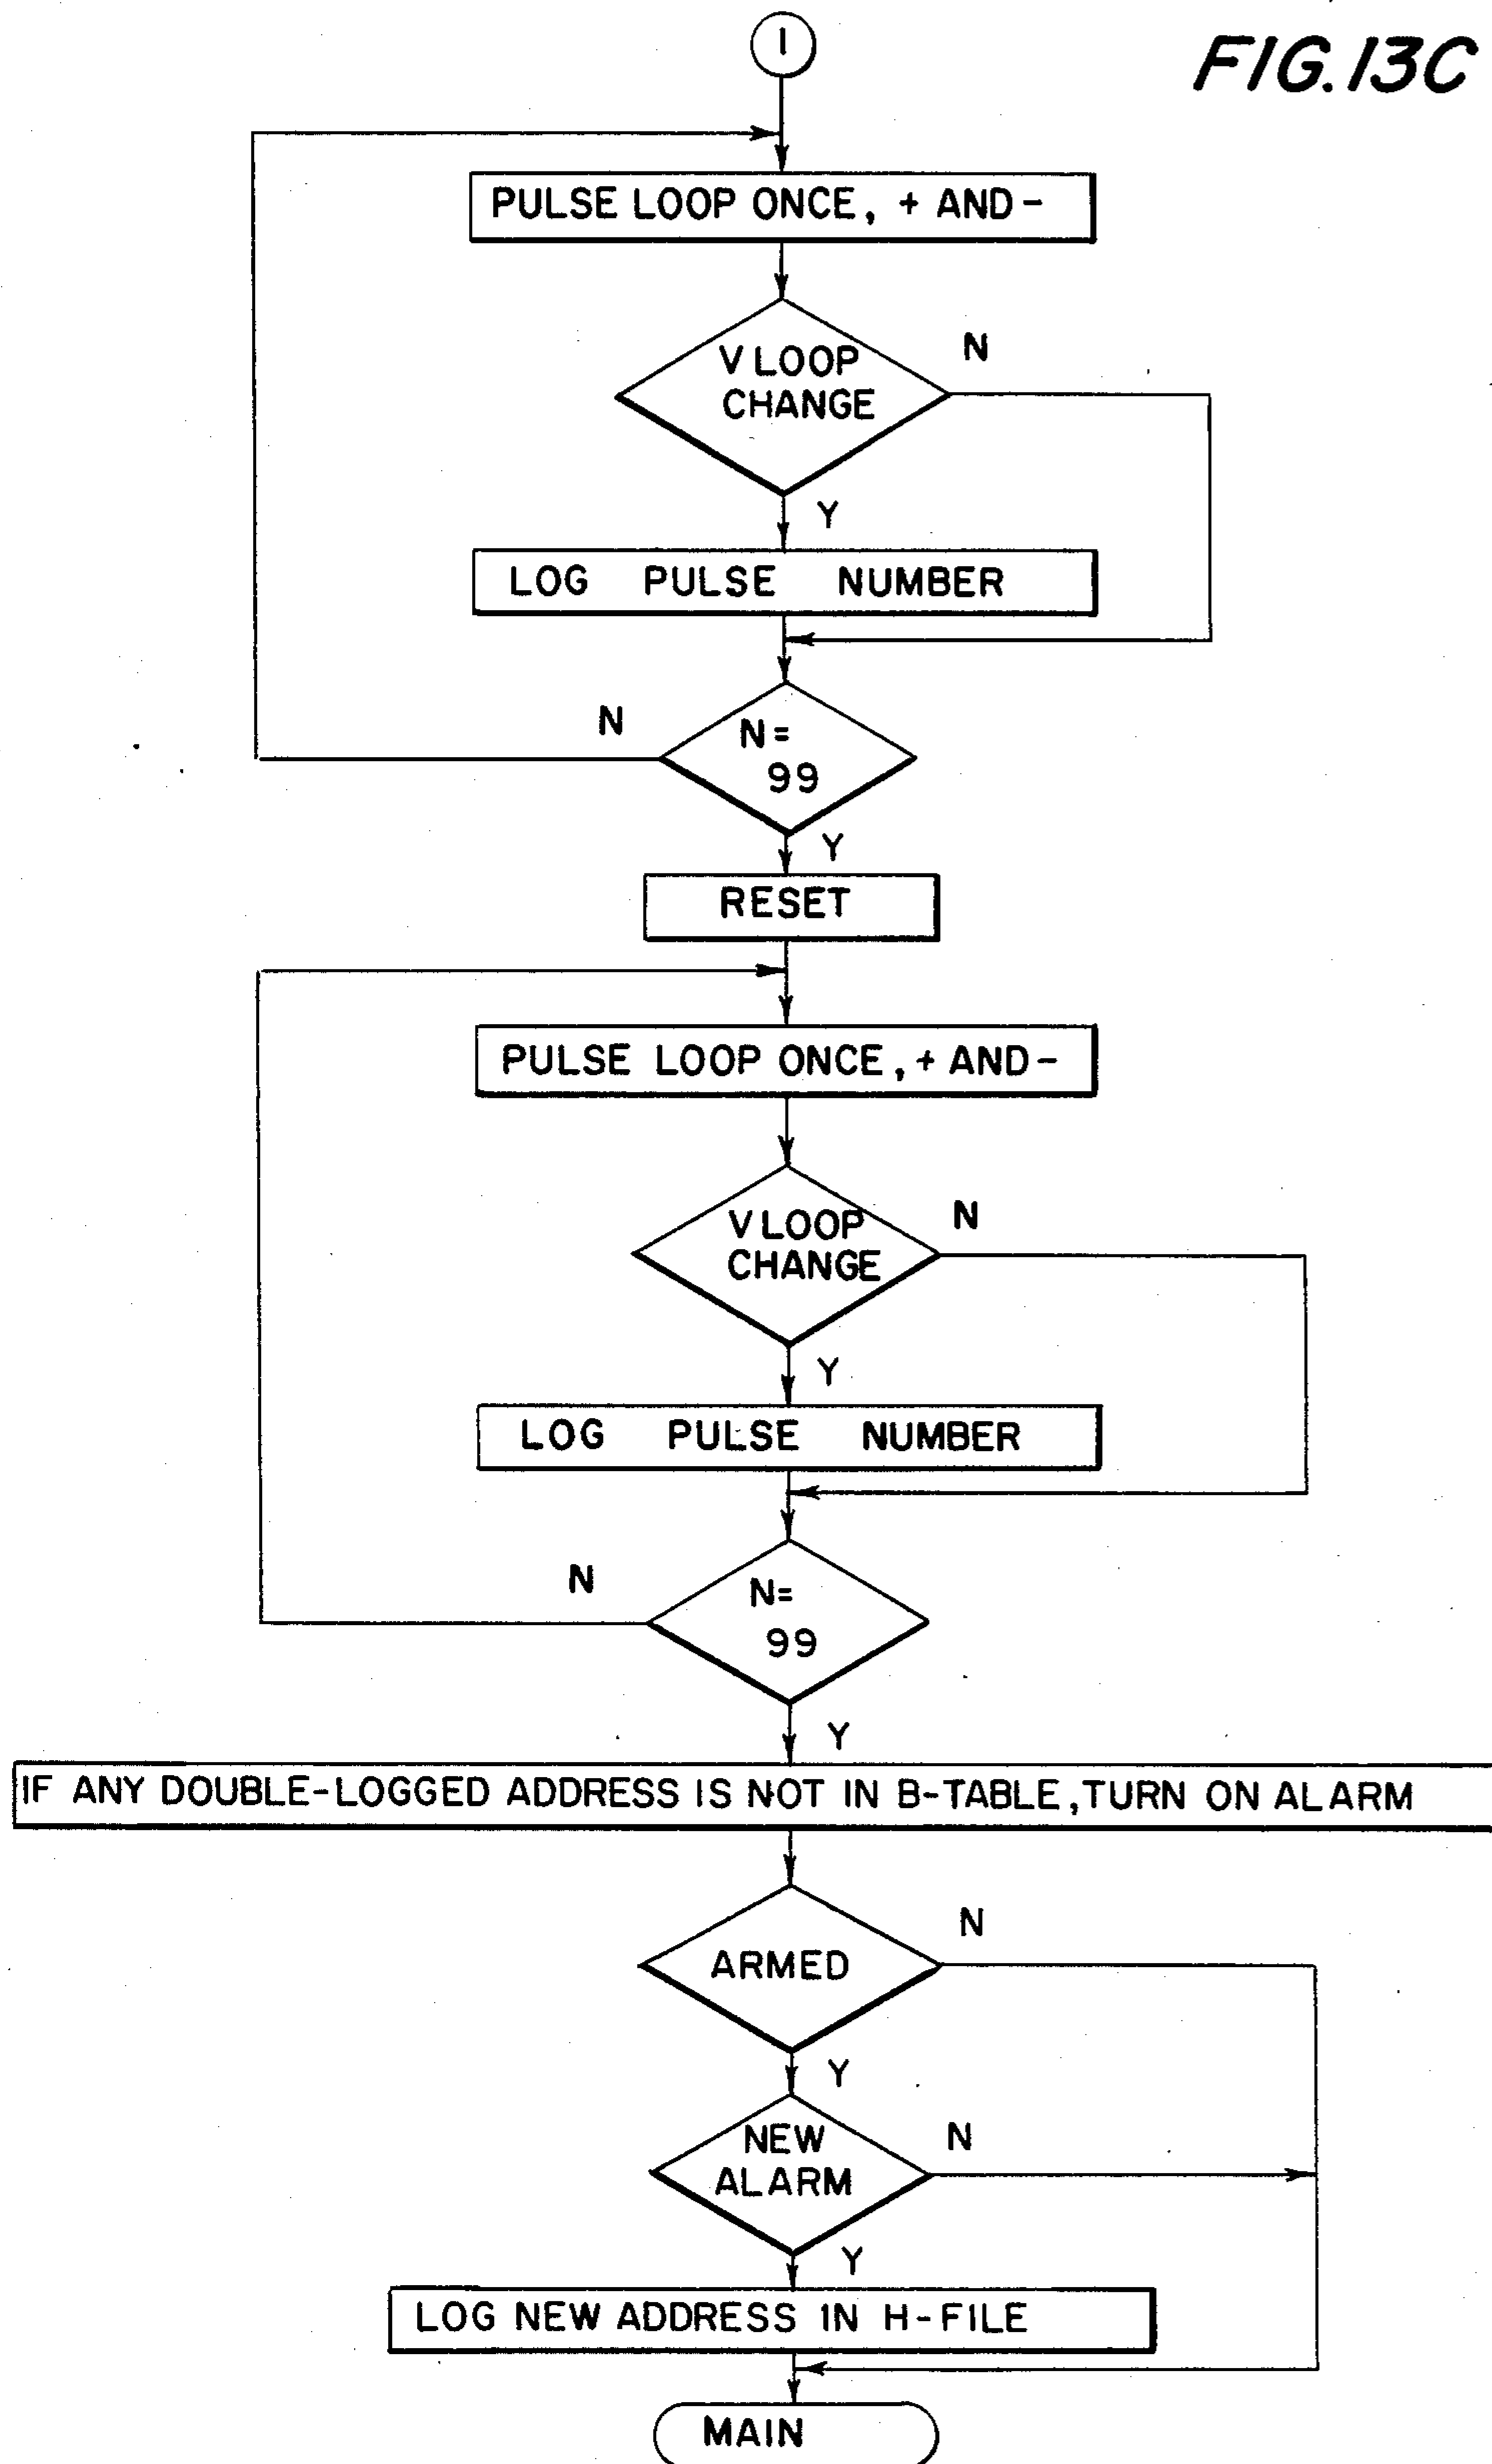 1
FIG. 13C
PULSE LOOP ONCE, + AND -
V LOOP
CHANGE
N
Y
LOG PULSE NUMBER
N
N=
99
Y
RESET
PULSE LOOP ONCE, + AND -
V LOOP
CHANGE
N
Y
LOG PULSE NUMBER
N
N=
99
Y
IF ANY DOUBLE-LOGGED ADDRESS IS NOT IN B-TABLE, TURN ON ALARM
ARMED
N
Y
NEW
ALARM
N
Y
LOG NEW ADDRESS IN H-FILE
MAIN